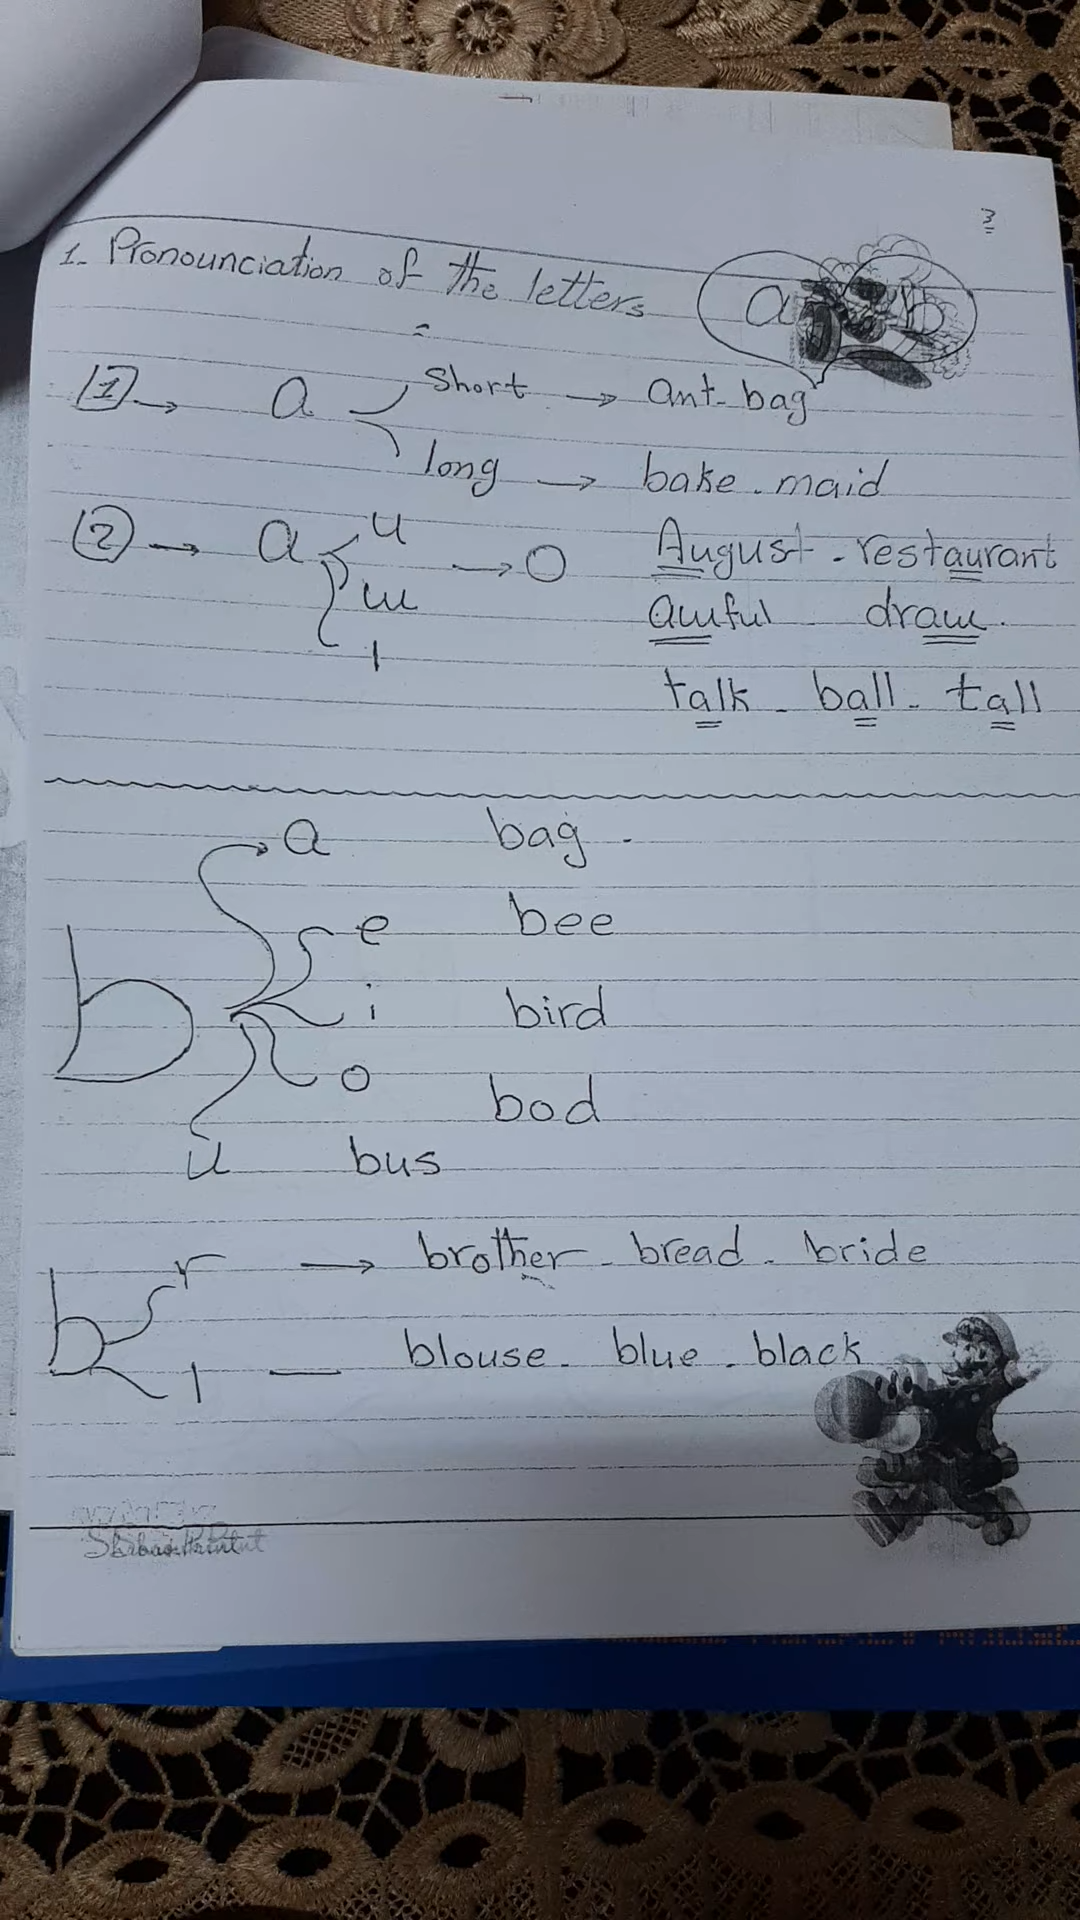 3
1- Pronounciation of the letters
a b
1 → a short → ant - bag
long → bake - maid
2 → a u → O August - restaurant
w awful draw
l talk - ball - tall
b
a bag
e bee
i bird
o bod
u bus
b r → brother - bread - bride
l — blouse - blue - black